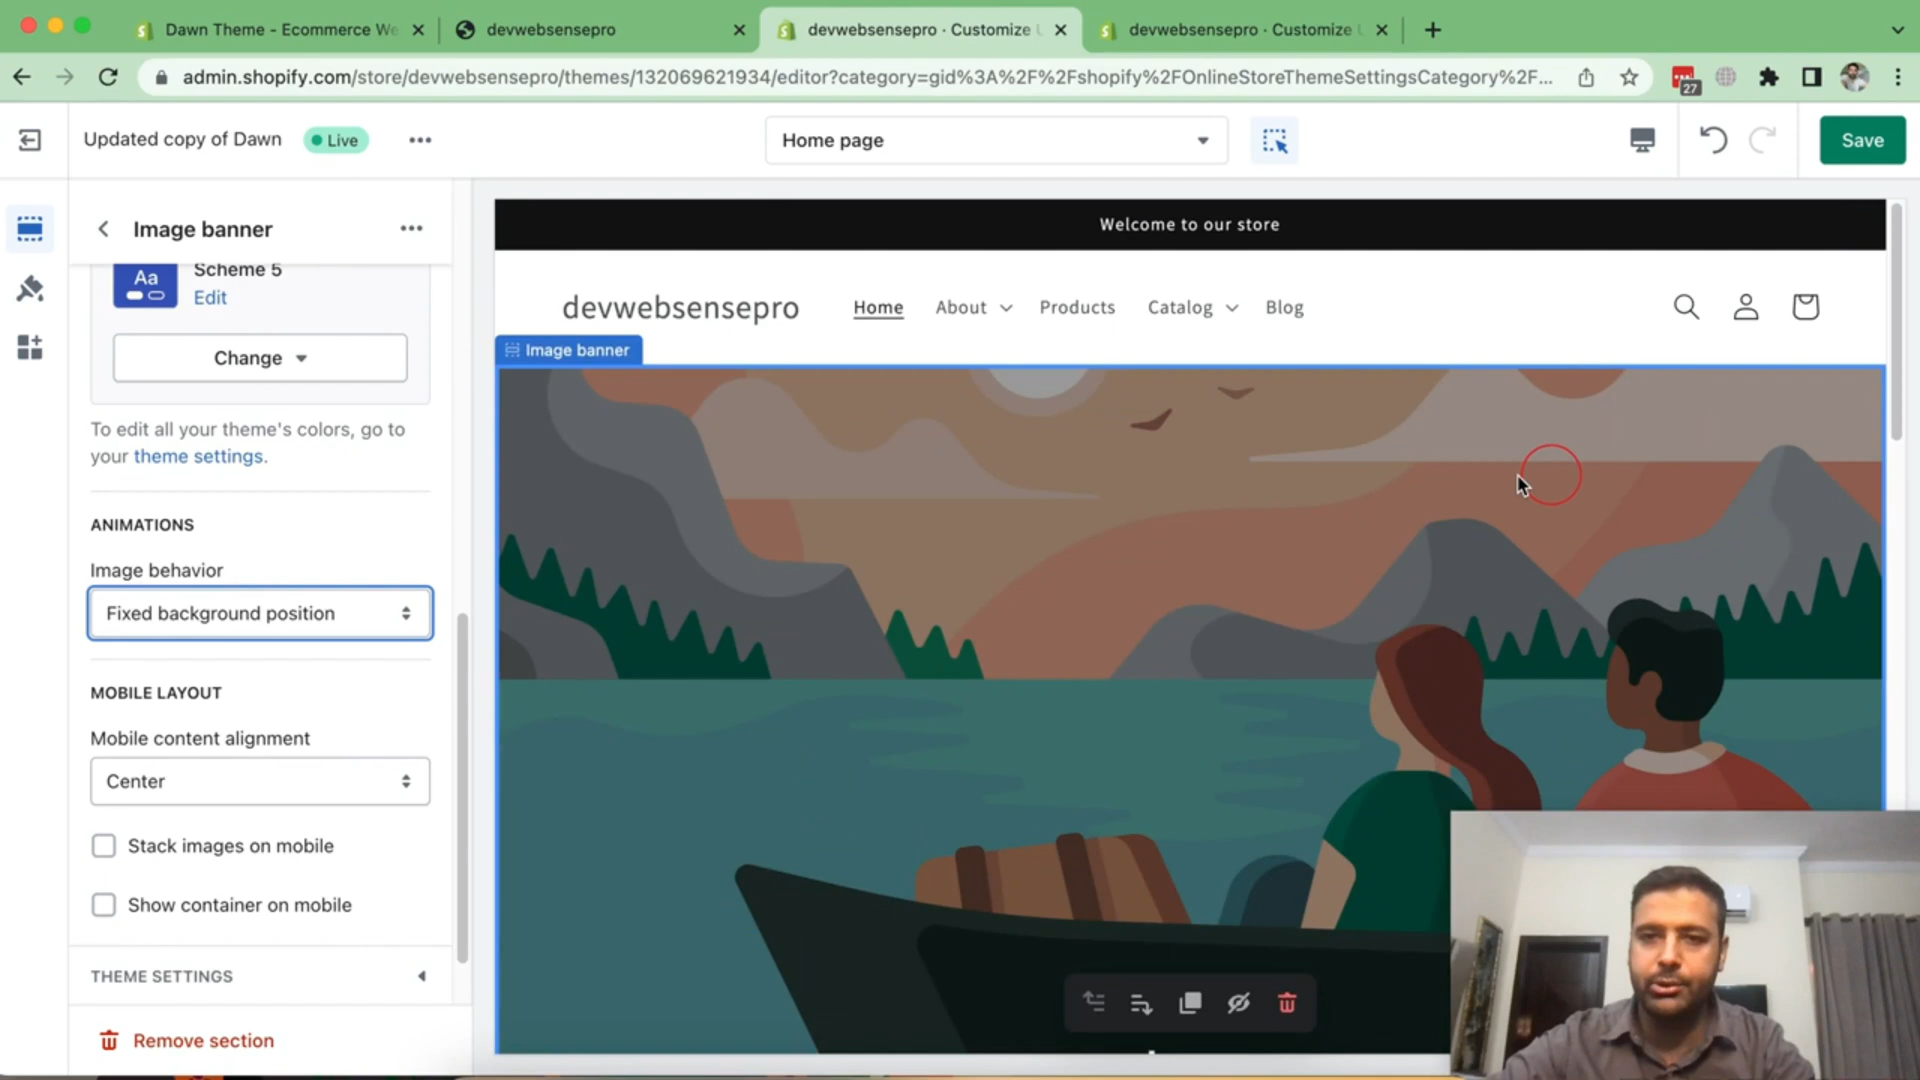 Dawn Theme - Ecommerce We
devwebsensepro
devwebsensepro · Customize
devwebsensepro · Customize
admin.shopify.com/store/devwebsensepro/themes/132069621934/editor?category=gid%3A%2F%2Fshopify%2FOnlineStoreThemeSettingsCategory%2F...
27
Updated copy of Dawn
Live
Home page
Save
Image banner
Aa
Scheme 5
Edit
Change
To edit all your theme's colors, go to
your theme settings.
ANIMATIONS
Image behavior
Fixed background position
MOBILE LAYOUT
Mobile content alignment
Center
Stack images on mobile
Show container on mobile
THEME SETTINGS
Remove section
Welcome to our store
devwebsensepro
Home
About
Products
Catalog
Blog
Image banner